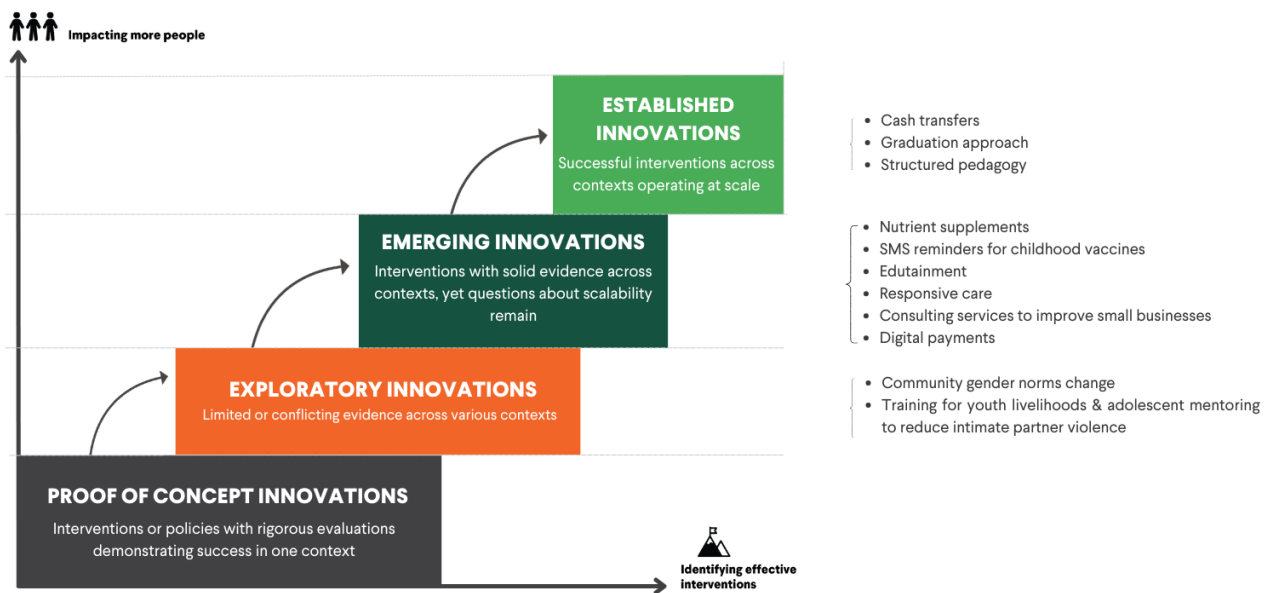 Impacting more people
ESTABLISHED
INNOVATIONS
Successful interventions across
contexts operating at scale
• Cash transfers
• Graduation approach
• Structured pedagogy
EMERGING INNOVATIONS
Interventions with solid evidence across
contexts, yet questions about scalability
remain
• Nutrient supplements
• SMS reminders for childhood vaccines
• Edutainment
• Responsive care
• Consulting services to improve small businesses
• Digital payments
EXPLORATORY INNOVATIONS
Limited or conflicting evidence across various contexts
• Community gender norms change
• Training for youth livelihoods & adolescent mentoring
to reduce intimate partner violence
PROOF OF CONCEPT INNOVATIONS
Interventions or policies with rigorous evaluations
demonstrating success in one context
Identifying effective
interventions